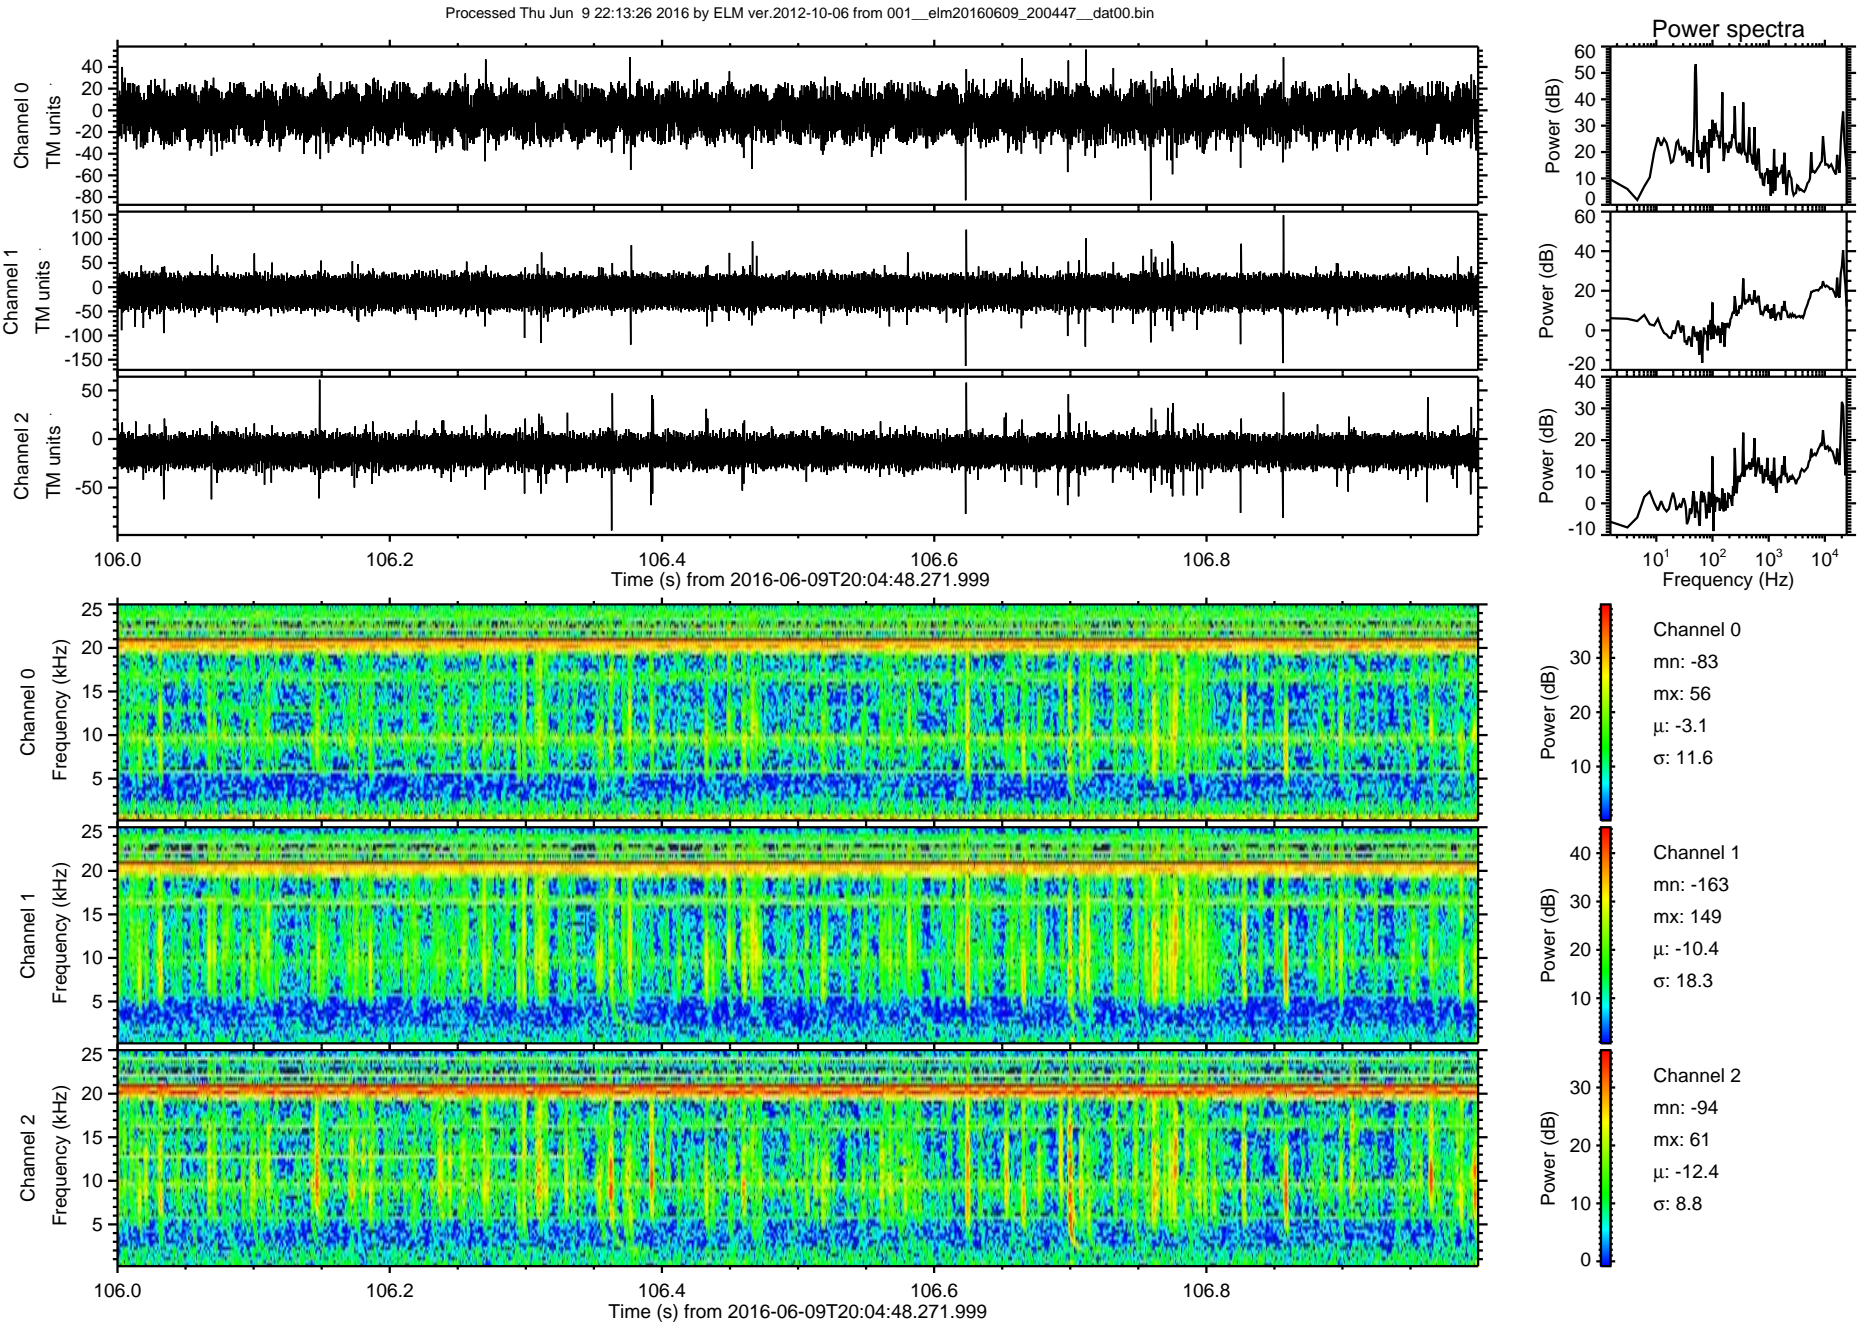 Processed Thu Jun 9 22:13:26 2016 by ELM ver.2012-10-06 from 001__elm20160609_200447__dat00.bin
Power spectra
Channel 0
TM units
40
20
0
-20
-40
-60
-80
Power (dB)
60
50
40
30
20
10
0
Channel 1
TM units
150
100
50
0
-50
-100
-150
Power (dB)
60
40
20
0
-20
Channel 2
TM units
50
0
-50
Power (dB)
40
30
20
10
0
-10
106.0 106.2 106.4 106.6 106.8
Time (s) from 2016-06-09T20:04:48.271.999
10¹ 10² 10³ 10⁴
Frequency (Hz)
Channel 0
Frequency (kHz)
25
20
15
10
5
Power (dB)
30
20
10
Channel 0
mn: -83
mx: 56
µ: -3.1
σ: 11.6
Channel 1
Frequency (kHz)
25
20
15
10
5
Power (dB)
40
30
20
10
Channel 1
mn: -163
mx: 149
µ: -10.4
σ: 18.3
Channel 2
Frequency (kHz)
25
20
15
10
5
Power (dB)
30
20
10
0
Channel 2
mn: -94
mx: 61
µ: -12.4
σ: 8.8
106.0 106.2 106.4 106.6 106.8
Time (s) from 2016-06-09T20:04:48.271.999